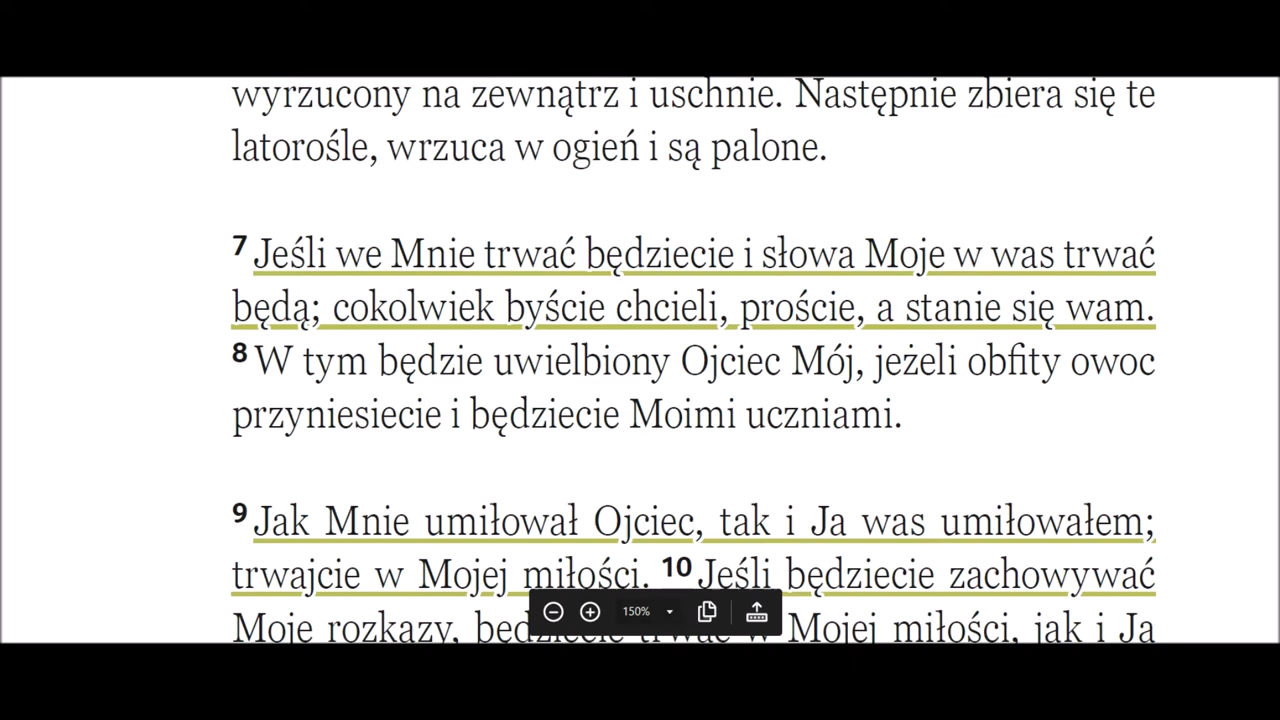 wyrzucony na zewnątrz i uschnie. Następnie zbiera się te
latorośle, wrzuca w ogień i są palone.
7 Jeśli we Mnie trwać będziecie i słowa Moje w was trwać
będą; cokolwiek byście chcieli, proście, a stanie się wam.
8 W tym będzie uwielbiony Ojciec Mój, jeżeli obfity owoc
przyniesiecie i będziecie Moimi uczniami.
9 Jak Mnie umiłował Ojciec, tak i Ja was umiłowałem;
trwajcie w Mojej miłości. 10 Jeśli będziecie zachowywać
Moje rozkazy, będziecie trwać w Mojej miłości, jak i Ja
150%